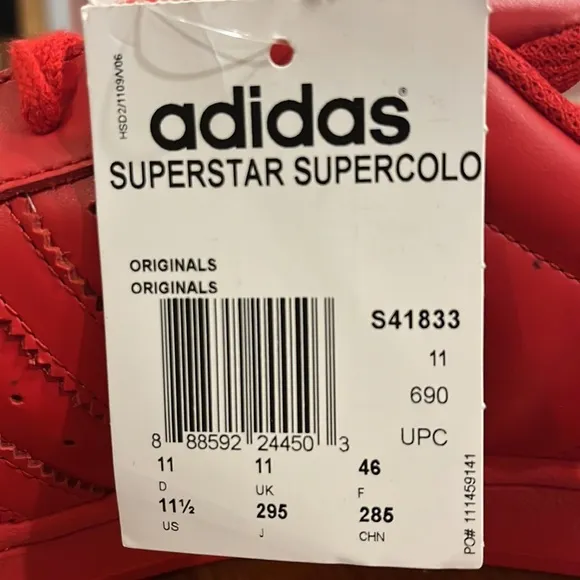 HSD2/1109/V/06
adidas®
SUPERSTAR SUPERCOLO
ORIGINALS
ORIGINALS
S41833
11
690
UPC
8 88592 24450 3
11 11 46
D UK F
11½ 295 285
US J CHN
PO# 111459141